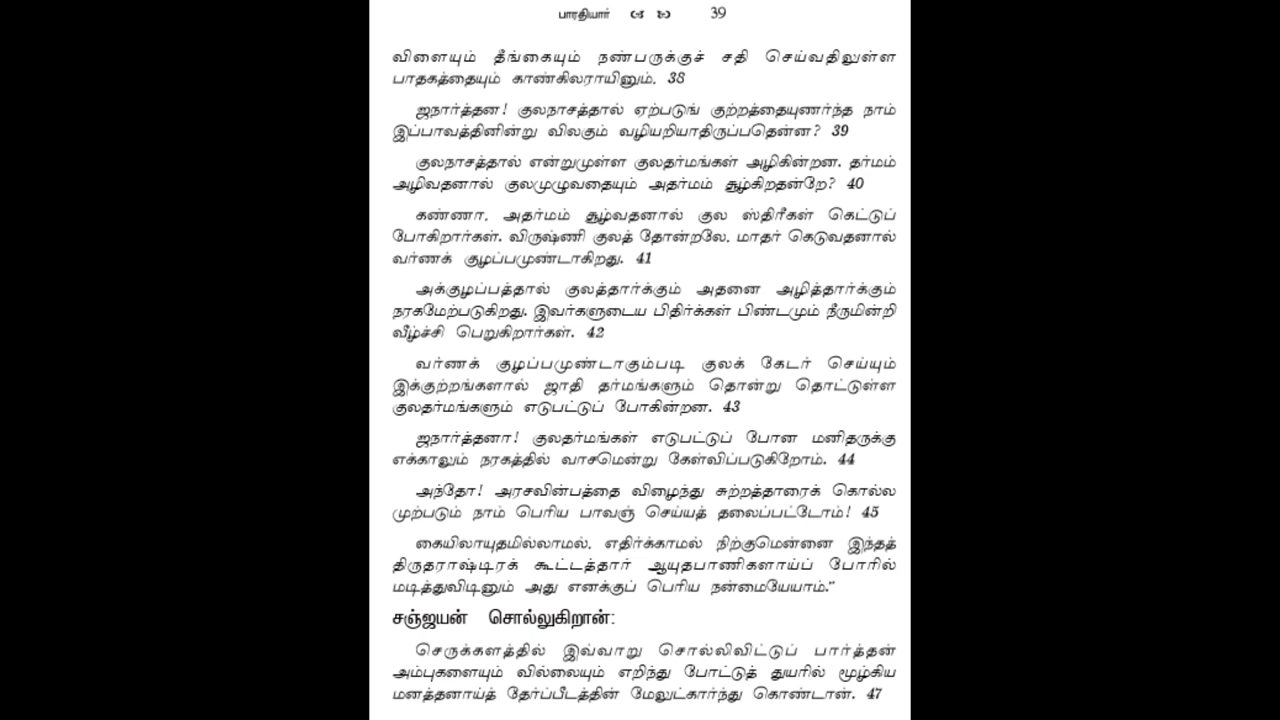 பாரதியார் 39
விளையும் தீங்கையும் நண்பருக்குச் சதி செய்வதிலுள்ள
பாதகத்தையும் காண்கிலராயினும், 38
ஜநார்த்தன! குலநாசத்தால் ஏற்படுங் குற்றத்தையுணர்ந்த நாம்
இப்பாவத்தினின்று விலகும் வழியறியாதிருப்பதென்ன? 39
குலநாசத்தால் என்றுமுள்ள குலதர்மங்கள் அழிகின்றன. தர்மம்
அழிவதனால் குலமுழுவதையும் அதர்மம் சூழ்கிறதன்றே? 40
கண்ணா, அதர்மம் சூழ்வதனால் குல ஸ்திரீகள் கெட்டுப்
போகிறார்கள். விருஷ்ணி குலத் தோன்றலே, மாதர் கெடுவதனால்
வர்ணக் குழப்பமுண்டாகிறது. 41
அக்குழப்பத்தால் குலத்தார்க்கும் அதனை அழித்தார்க்கும்
நரகமேற்படுகிறது. இவர்களுடைய பிதிர்க்கள் பிண்டமும் நீருமின்றி
வீழ்ச்சி பெறுகிறார்கள். 42
வர்ணக் குழப்பமுண்டாகும்படி குலக் கேடர் செய்யும்
இக்குற்றங்களால் ஜாதி தர்மங்களும் தொன்று தொட்டுள்ள
குலதர்மங்களும் எடுபட்டுப் போகின்றன. 43
ஜநார்த்தனா! குலதர்மங்கள் எடுபட்டுப் போன மனிதருக்கு
எக்காலும் நரகத்தில் வாசமென்று கேள்விப்படுகிறோம். 44
அந்தோ! அரசவின்பத்தை விழைந்து சுற்றத்தாரைக் கொல்ல
முற்படும் நாம் பெரிய பாவஞ் செய்யத் தலைப்பட்டோம்! 45
கையிலாயுதமில்லாமல், எதிர்க்காமல் நிற்குமென்னை இந்தத்
திருதராஷ்டிரக் கூட்டத்தார் ஆயுதபாணிகளாய்ப் போரில்
மடித்துவிடினும் அது எனக்குப் பெரிய நன்மையேயாம்."
சஞ்ஜயன் சொல்லுகிறான்:
செருக்களத்தில் இவ்வாறு சொல்லிவிட்டுப் பார்த்தன்
அம்புகளையும் வில்லையும் எறிந்து போட்டுத் துயரில் மூழ்கிய
மனத்தனாய்த் தேர்ப்பீடத்தின் மேலுட்கார்ந்து கொண்டான். 47